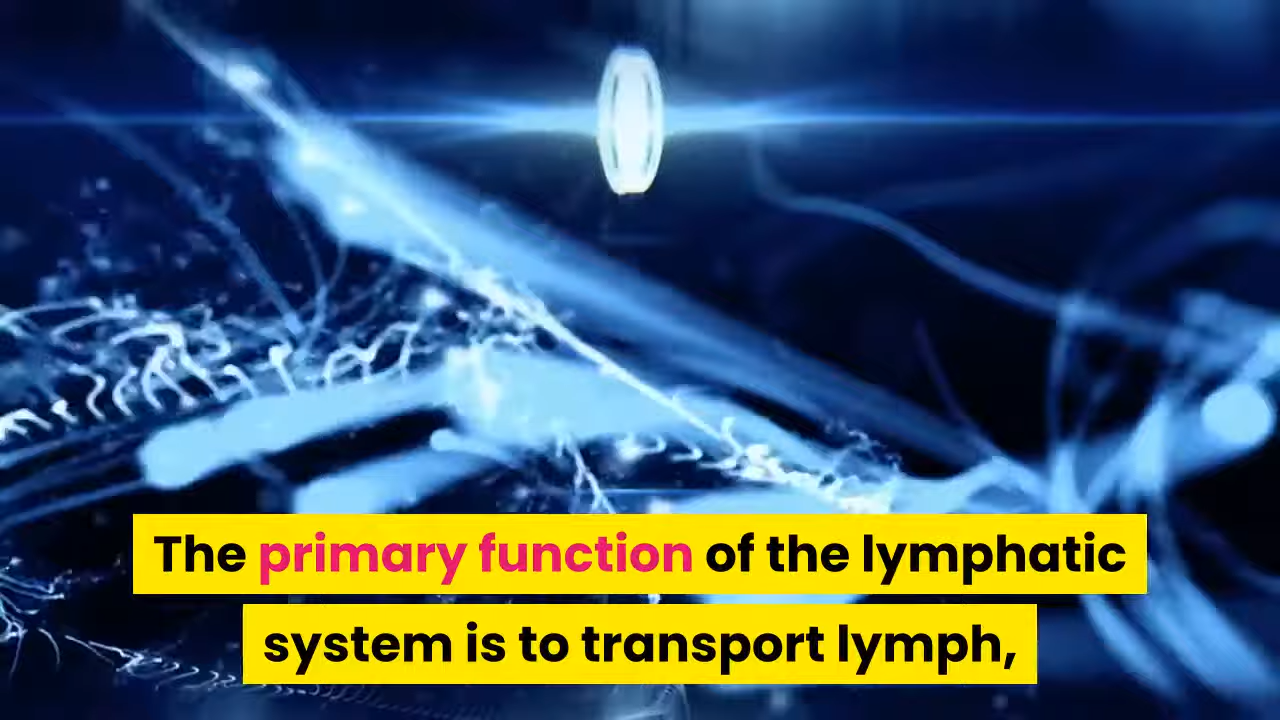 The primary function of the lymphatic
system is to transport lymph,